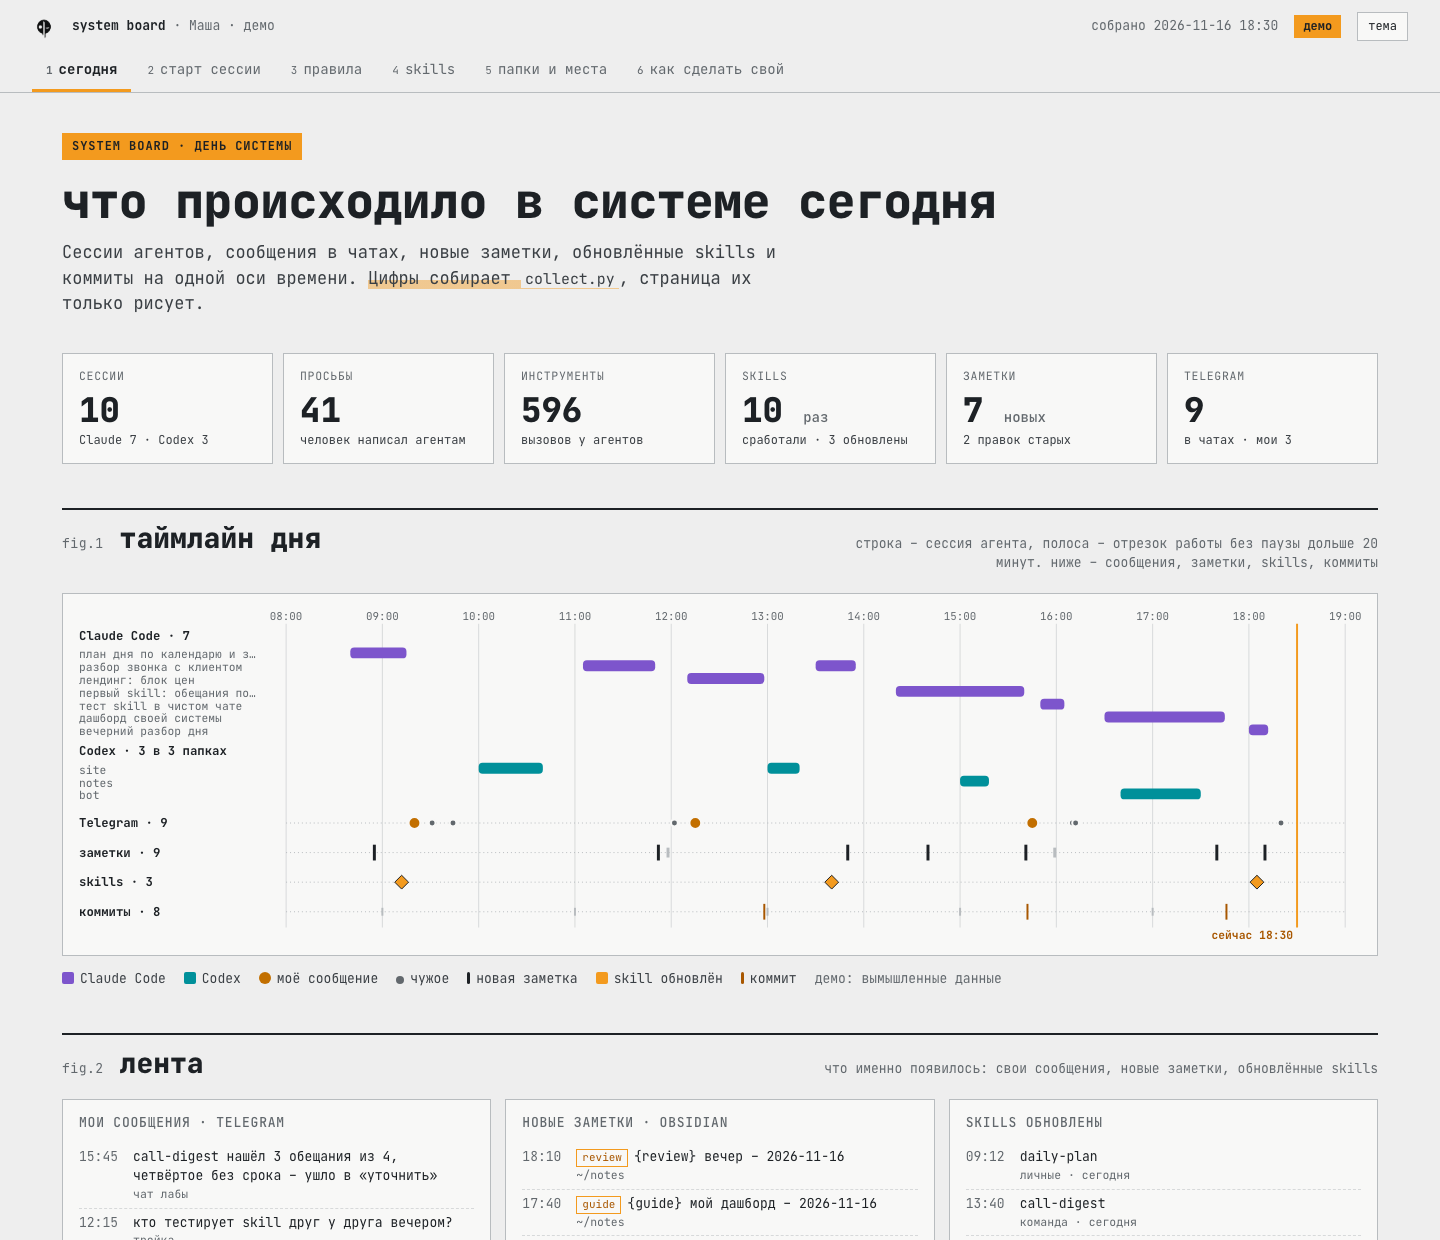 system board · Маша · демо
собрано 2026-11-16 18:30
демо
тема
1 сегодня
2 старт сессии
3 правила
4 skills
5 папки и места
6 как сделать свой
SYSTEM BOARD · ДЕНЬ СИСТЕМЫ
что происходило в системе сегодня
Сессии агентов, сообщения в чатах, новые заметки, обновлённые skills и
коммиты на одной оси времени. Цифры собирает collect.py, страница их
только рисует.
СЕССИИ
10
Claude 7 · Codex 3
ПРОСЬБЫ
41
человек написал агентам
ИНСТРУМЕНТЫ
596
вызовов у агентов
SKILLS
10 раз
сработали · 3 обновлены
ЗАМЕТКИ
7 новых
2 правок старых
TELEGRAM
9
в чатах · мои 3
fig.1 таймлайн дня
строка – сессия агента, полоса – отрезок работы без паузы дольше 20
минут. ниже – сообщения, заметки, skills, коммиты
08:00 09:00 10:00 11:00 12:00 13:00 14:00 15:00 16:00 17:00 18:00 19:00
Claude Code · 7
план дня по календарю и з…
разбор звонка с клиентом
лендинг: блок цен
первый skill: обещания по…
тест skill в чистом чате
дашборд своей системы
вечерний разбор дня
Codex · 3 в 3 папках
site
notes
bot
Telegram · 9
заметки · 9
skills · 3
коммиты · 8
сейчас 18:30
Claude Code
Codex
моё сообщение
чужое
новая заметка
skill обновлён
коммит
демо: вымышленные данные
fig.2 лента
что именно появилось: свои сообщения, новые заметки, обновлённые skills
МОИ СООБЩЕНИЯ · TELEGRAM
15:45 call-digest нашёл 3 обещания из 4,
четвёртое без срока – ушло в «уточнить»
чат лабы
12:15 кто тестирует skill друг у друга вечером?
тройка
НОВЫЕ ЗАМЕТКИ · OBSIDIAN
18:10 review {review} вечер – 2026-11-16
~/notes
17:40 guide {guide} мой дашборд – 2026-11-16
~/notes
SKILLS ОБНОВЛЕНЫ
09:12 daily-plan
личные · сегодня
13:40 call-digest
команда · сегодня